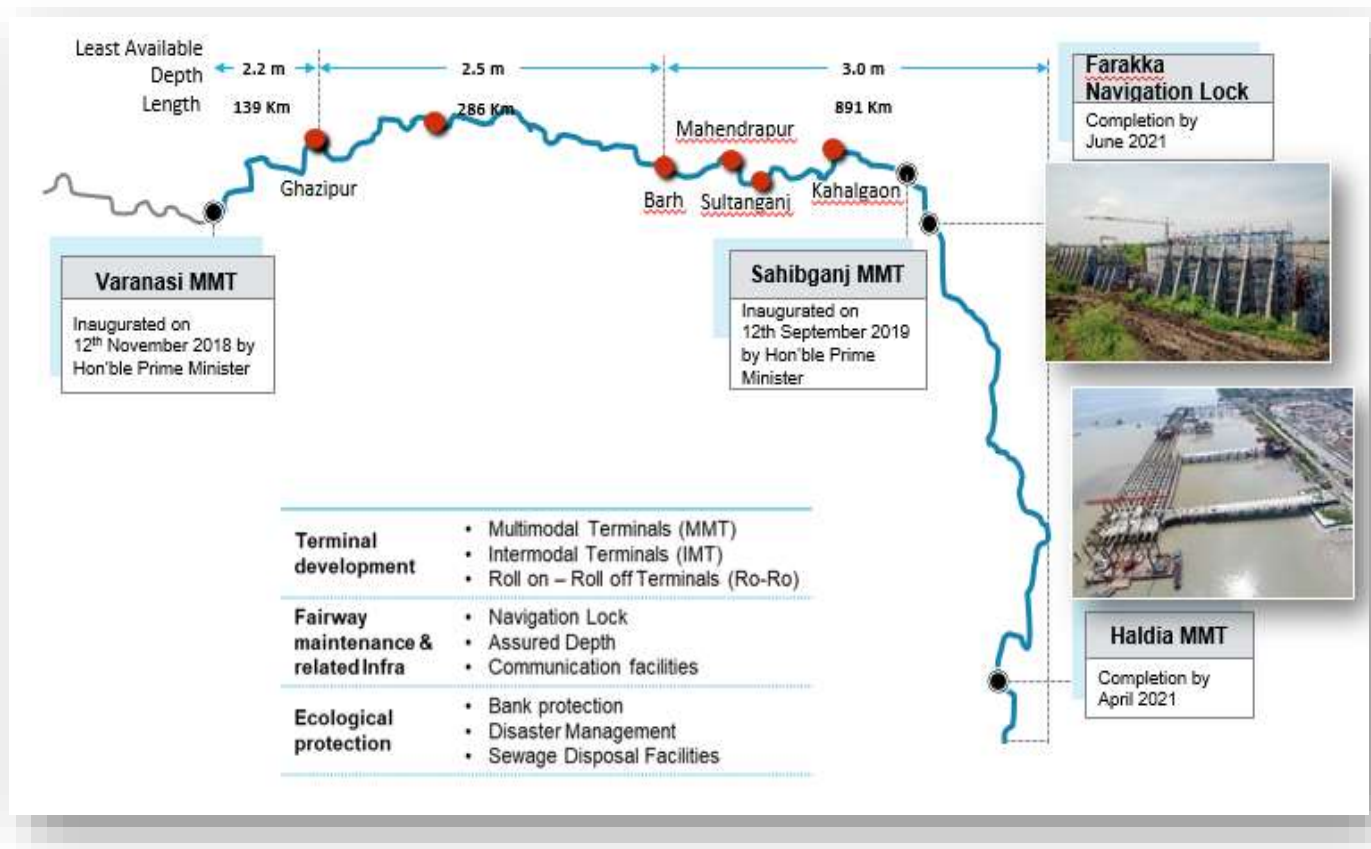 Least Available
Depth
2.2 m
2.5 m
3.0 m
Length
139 Km
286 Km
891 Km
Ghazipur
Barh
Mahendrapur
Sultanganj
Kahalgaon
Farakka
Navigation Lock
Completion by
June 2021
Varanasi MMT
Inaugurated on
12th November 2018 by
Hon'ble Prime Minister
Sahibganj MMT
Inaugurated on
12th September 2019
by Hon'ble Prime
Minister
Terminal
development
• Multimodal Terminals (MMT)
• Intermodal Terminals (IMT)
• Roll on – Roll off Terminals (Ro-Ro)
Fairway
maintenance &
related Infra
• Navigation Lock
• Assured Depth
• Communication facilities
Ecological
protection
• Bank protection
• Disaster Management
• Sewage Disposal Facilities
Haldia MMT
Completion by
April 2021